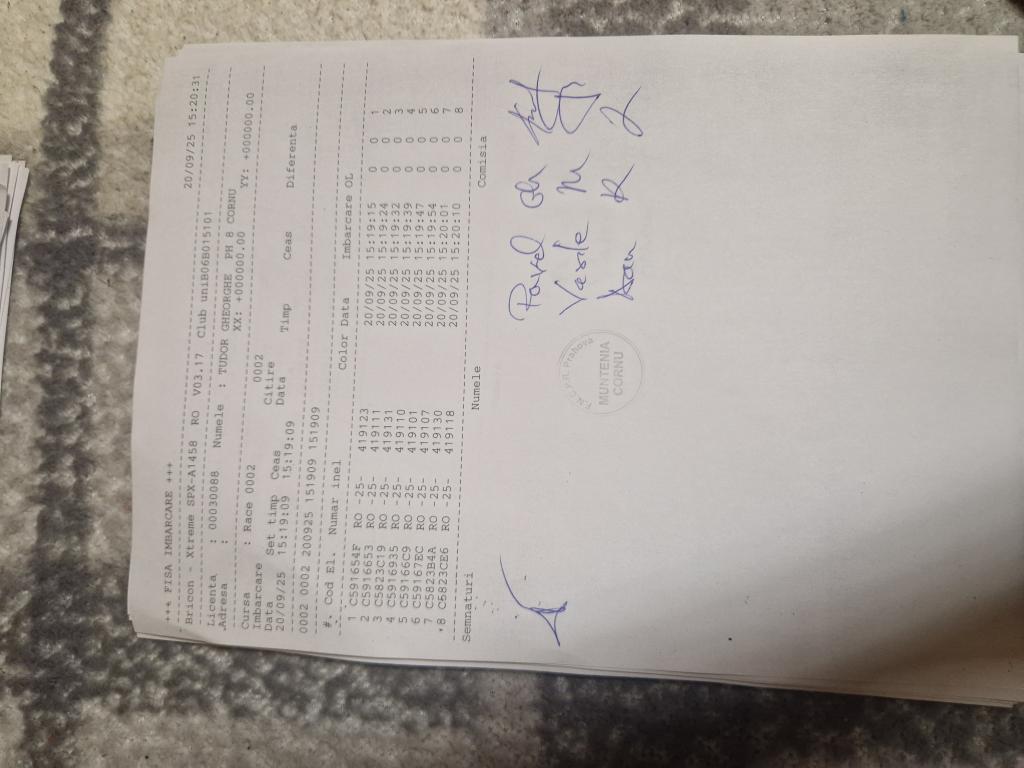 +++ FISA IMBARCARE +++
Bricon - Xtreme SPX-A1458 RO V03.17 Club uniB06B015101 20/09/25 15:20:31
Licenta : 00030088 Numele : TUDOR GHEORGHE PH 8 CORNU
Adresa : XX: +000000.00 YY: +000000.00
Cursa : Race 0002
Imbarcare 0002 Citire
Data Set timp Ceas Data Timp Ceas Diferenta
20/09/25 15:19:09 15:19:09
0002 0002 200925 151909 151909
#. Cod El. Numar inel Color Data Imbarcare OL
1 C591654F RO -25- 419123 20/09/25 15:19:15 0 0 1
2 C5916653 RO -25- 419111 20/09/25 15:19:24 0 0 2
3 C5823C19 RO -25- 419131 20/09/25 15:19:32 0 0 3
4 C5916935 RO -25- 419110 20/09/25 15:19:39 0 0 4
5 C59166C9 RO -25- 419101 20/09/25 15:19:47 0 0 5
6 C59167EC RO -25- 419107 20/09/25 15:19:54 0 0 6
7 C5823B4A RO -25- 419130 20/09/25 15:20:01 0 0 7
8 C6823CE6 RO -25- 419118 20/09/25 15:20:10 0 0 8
Semnaturi Numele Comisia
Pavel Gh
Vasile M
MUNTENIA
CORNU